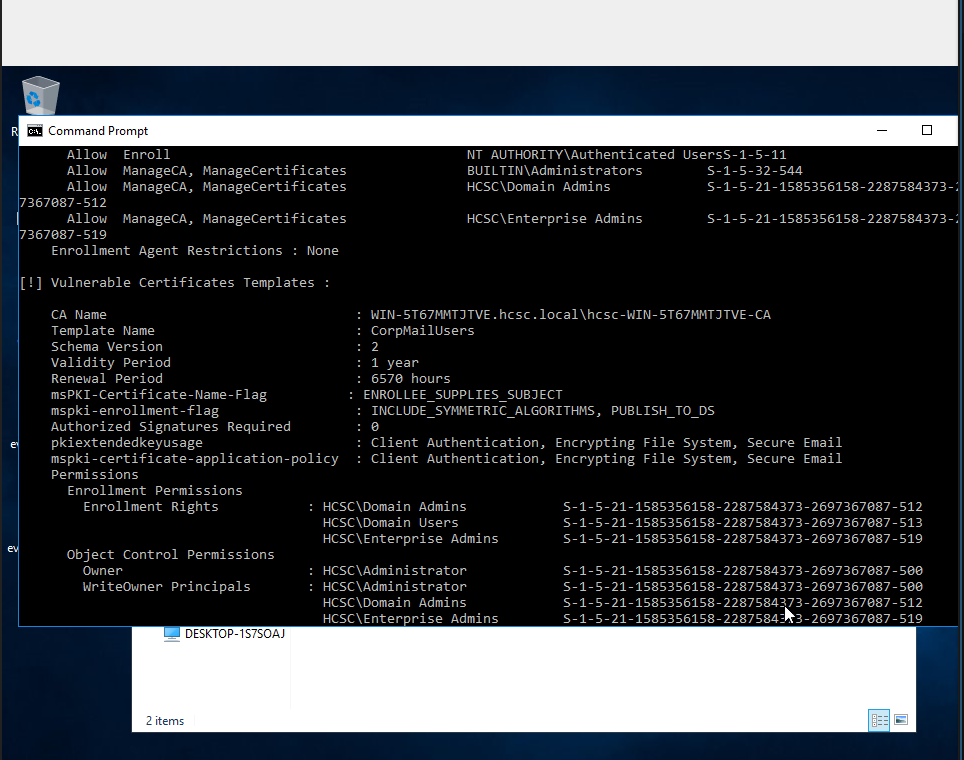 R
Command Prompt
Allow Enroll NT AUTHORITY\Authenticated UsersS-1-5-11
Allow ManageCA, ManageCertificates BUILTIN\Administrators S-1-5-32-544
Allow ManageCA, ManageCertificates HCSC\Domain Admins S-1-5-21-1585356158-2287584373-2
7367087-512
Allow ManageCA, ManageCertificates HCSC\Enterprise Admins S-1-5-21-1585356158-2287584373-2
7367087-519
Enrollment Agent Restrictions : None
[!] Vulnerable Certificates Templates :
CA Name : WIN-5T67MMTJTVE.hcsc.local\hcsc-WIN-5T67MMTJTVE-CA
Template Name : CorpMailUsers
Schema Version : 2
Validity Period : 1 year
Renewal Period : 6570 hours
msPKI-Certificate-Name-Flag : ENROLLEE_SUPPLIES_SUBJECT
mspki-enrollment-flag : INCLUDE_SYMMETRIC_ALGORITHMS, PUBLISH_TO_DS
Authorized Signatures Required : 0
pkiextendedkeyusage : Client Authentication, Encrypting File System, Secure Email
mspki-certificate-application-policy : Client Authentication, Encrypting File System, Secure Email
Permissions
Enrollment Permissions
Enrollment Rights : HCSC\Domain Admins S-1-5-21-1585356158-2287584373-2697367087-512
HCSC\Domain Users S-1-5-21-1585356158-2287584373-2697367087-513
HCSC\Enterprise Admins S-1-5-21-1585356158-2287584373-2697367087-519
Object Control Permissions
Owner : HCSC\Administrator S-1-5-21-1585356158-2287584373-2697367087-500
WriteOwner Principals : HCSC\Administrator S-1-5-21-1585356158-2287584373-2697367087-500
HCSC\Domain Admins S-1-5-21-1585356158-2287584373-2697367087-512
HCSC\Enterprise Admins S-1-5-21-1585356158-2287584373-2697367087-519
ev
ev
DESKTOP-1S7SOAJ
2 items